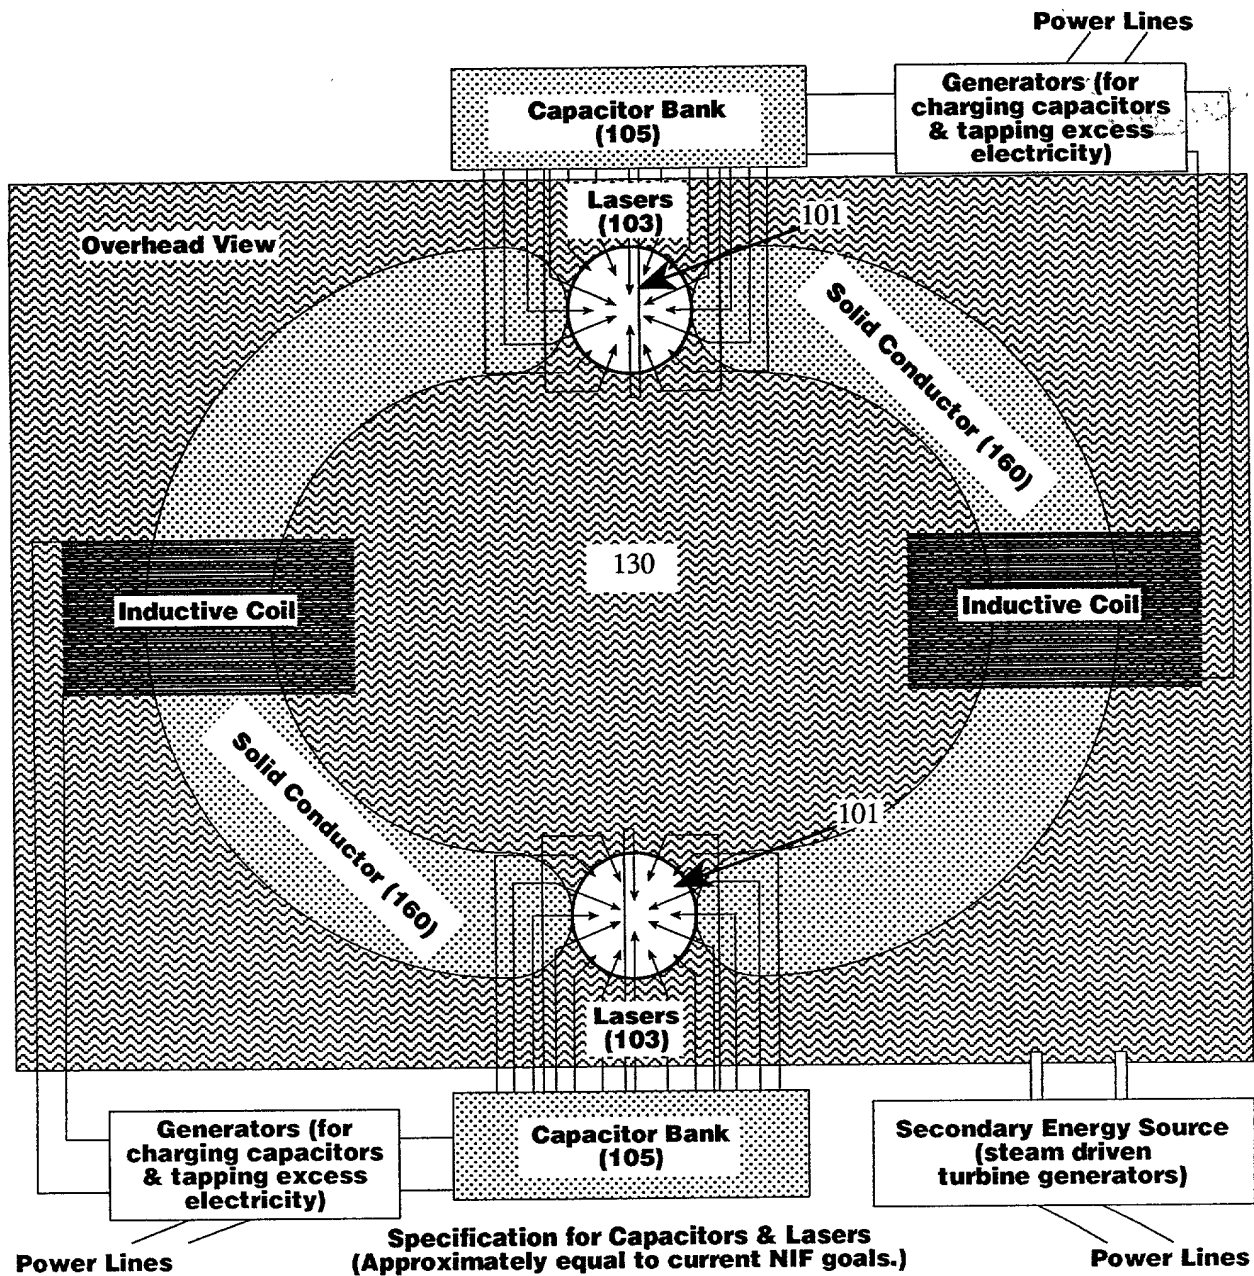 Power Lines
Capacitor Bank
(105)
Generators (for
charging capacitors
& tapping excess
electricity)
Lasers
(103)
101
Overhead View
Solid Conductor (160)
130
Inductive Coil
Inductive Coil
Solid Conductor (160)
101
Lasers
(103)
Generators (for
charging capacitors
& tapping excess
electricity)
Capacitor Bank
(105)
Secondary Energy Source
(steam driven
turbine generators)
Power Lines
Specification for Capacitors & Lasers
(Approximately equal to current NIF goals.)
Power Lines